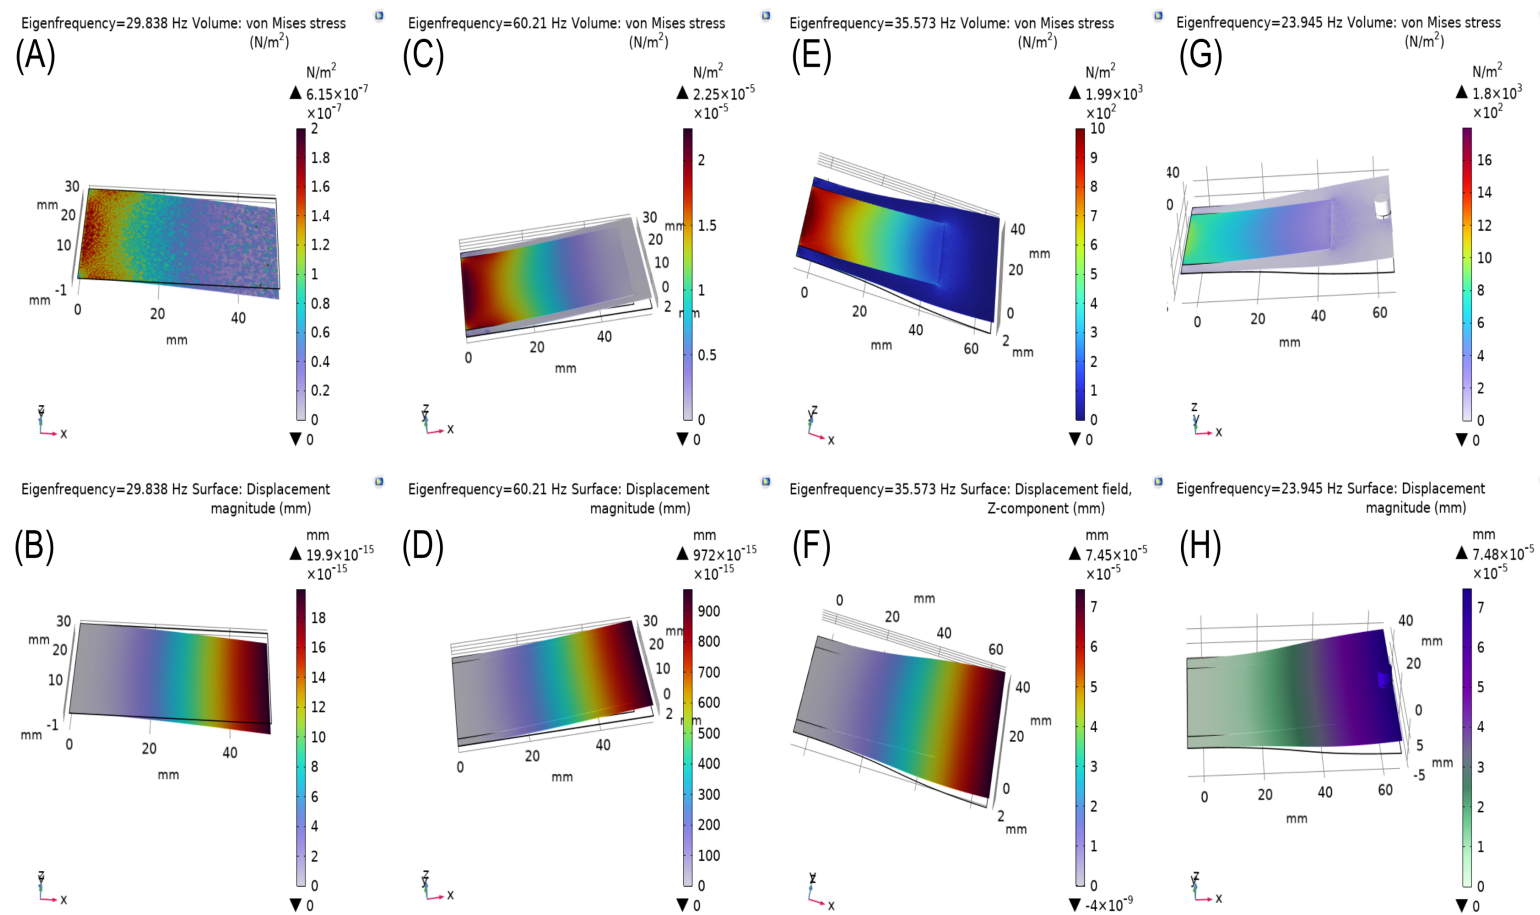 Eigenfrequency=29.838 Hz Volume: von Mises stress
(N/m²)
(A)
N/m²
▲ 6.15×10⁻⁷
×10⁻⁷
2
1.8
1.6
1.4
1.2
1
0.8
0.6
0.4
0.2
0
▼ 0
30
mm
20
10
-1
mm
0
20
40
mm
z
y
x
Eigenfrequency=60.21 Hz Volume: von Mises stress
(N/m²)
(C)
N/m²
▲ 2.25×10⁻⁵
×10⁻⁵
2
1.5
1
0.5
0
▼ 0
30
mm
20
10
0
2
mm
0
20
40
mm
z
y
x
Eigenfrequency=35.573 Hz Volume: von Mises stress
(N/m²)
(E)
N/m²
▲ 1.99×10³
×10²
10
9
8
7
6
5
4
3
2
1
0
▼ 0
40
mm
20
0
2
mm
0
20
40
60
mm
y
z
x
Eigenfrequency=23.945 Hz Volume: von Mises stress
(N/m²)
(G)
N/m²
▲ 1.8×10³
×10²
16
14
12
10
8
6
4
2
0
▼ 0
40
0
0
20
40
60
mm
z
y
x
Eigenfrequency=29.838 Hz Surface: Displacement
magnitude (mm)
(B)
mm
▲ 19.9×10⁻¹⁵
×10⁻¹⁵
18
16
14
12
10
8
6
4
2
0
▼ 0
30
mm
20
10
-1
mm
0
20
40
mm
z
y
x
Eigenfrequency=60.21 Hz Surface: Displacement
magnitude (mm)
(D)
mm
▲ 972×10⁻¹⁵
×10⁻¹⁵
900
800
700
600
500
400
300
200
100
0
▼ 0
30
mm
20
10
0
2
mm
0
20
40
mm
z
y
x
Eigenfrequency=35.573 Hz Surface: Displacement field,
Z-component (mm)
(F)
mm
▲ 7.45×10⁻⁵
×10⁻⁵
7
6
5
4
3
2
1
0
▼ -4×10⁻⁹
0
20
40
60
mm
40
mm
20
0
2
mm
z
y
x
Eigenfrequency=23.945 Hz Surface: Displacement
magnitude (mm)
(H)
mm
▲ 7.48×10⁻⁵
×10⁻⁵
7
6
5
4
3
2
1
0
▼ 0
40
mm
20
0
5
mm
-5
0
20
40
60
mm
z
y
x